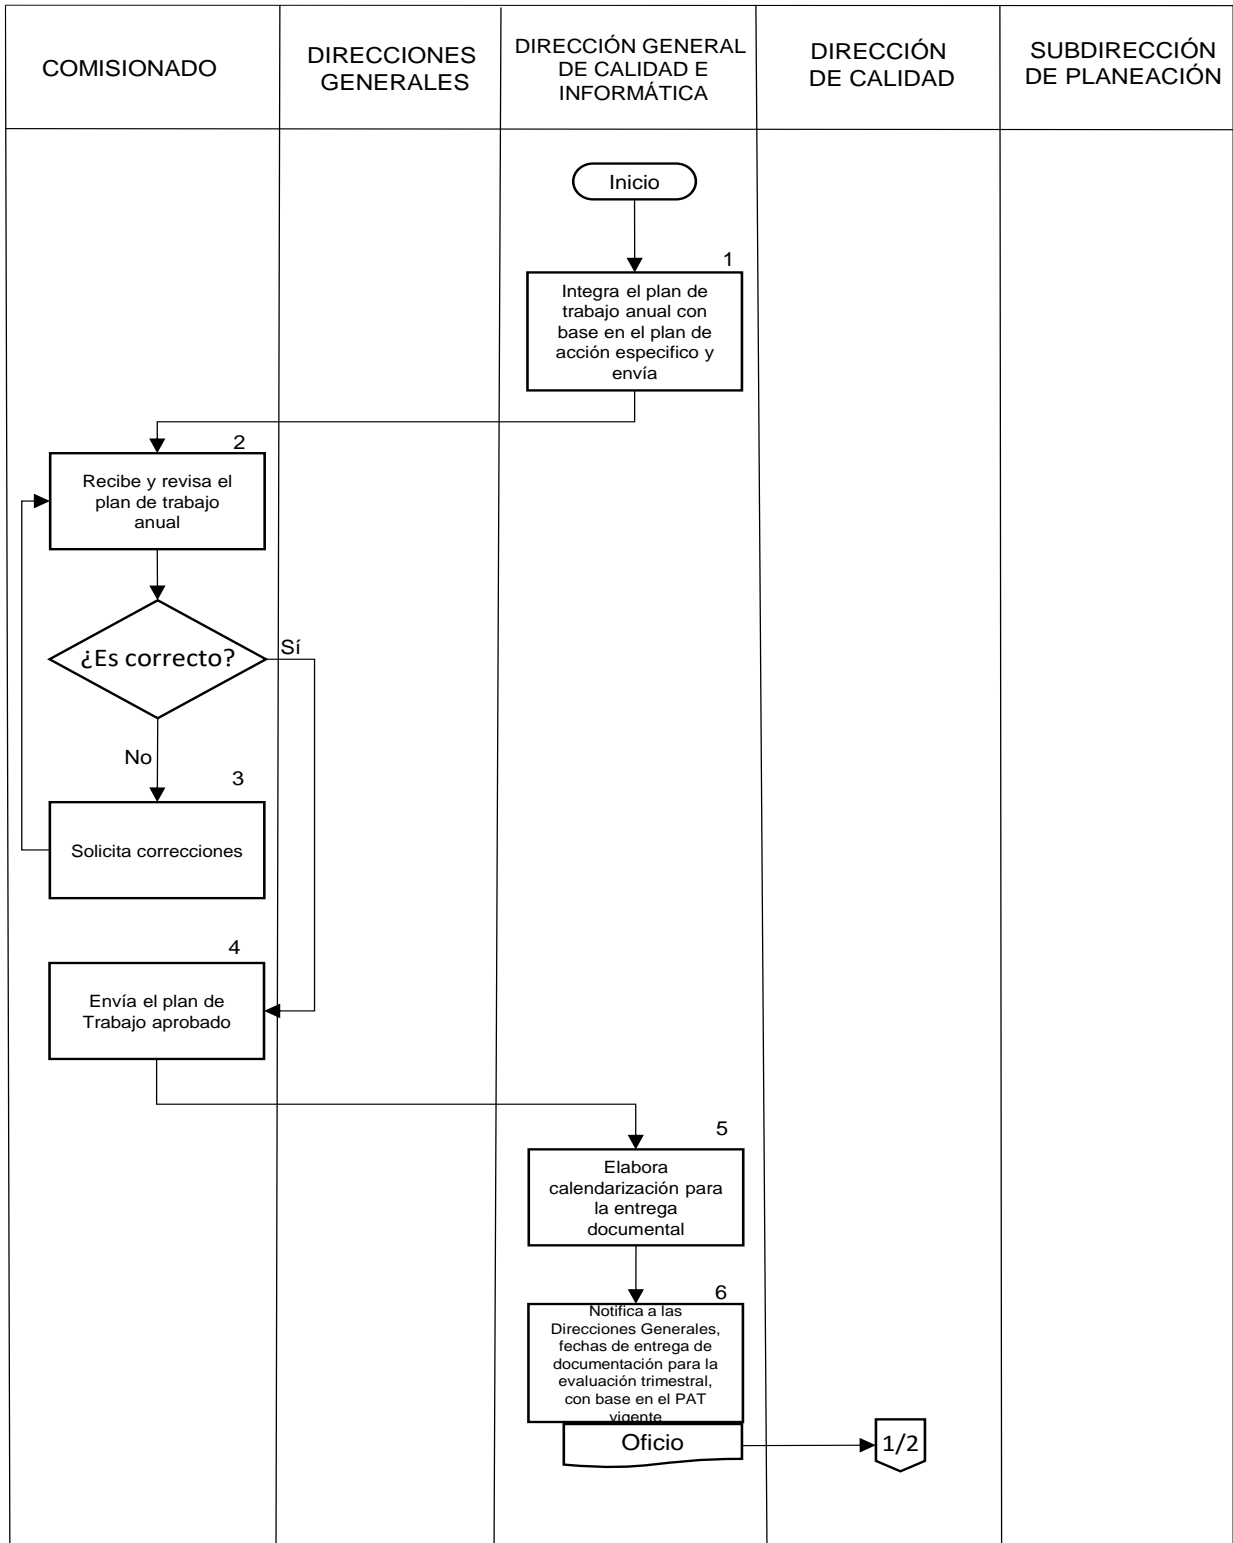 COMISIONADO
DIRECCIONES
GENERALES
DIRECCIÓN GENERAL
DE CALIDAD E
INFORMÁTICA
DIRECCIÓN
DE CALIDAD
SUBDIRECCIÓN
DE PLANEACIÓN
Inicio
1
Integra el plan de
trabajo anual con
base en el plan de
acción especifico y
envía
2
Recibe y revisa el
plan de trabajo
anual
¿Es correcto?
Sí
No
3
Solicita correcciones
4
Envía el plan de
Trabajo aprobado
5
Elabora
calendarización para
la entrega
documental
6
Notifica a las
Direcciones Generales,
fechas de entrega de
documentación para la
evaluación trimestral,
con base en el PAT
vigente
Oficio
1/2